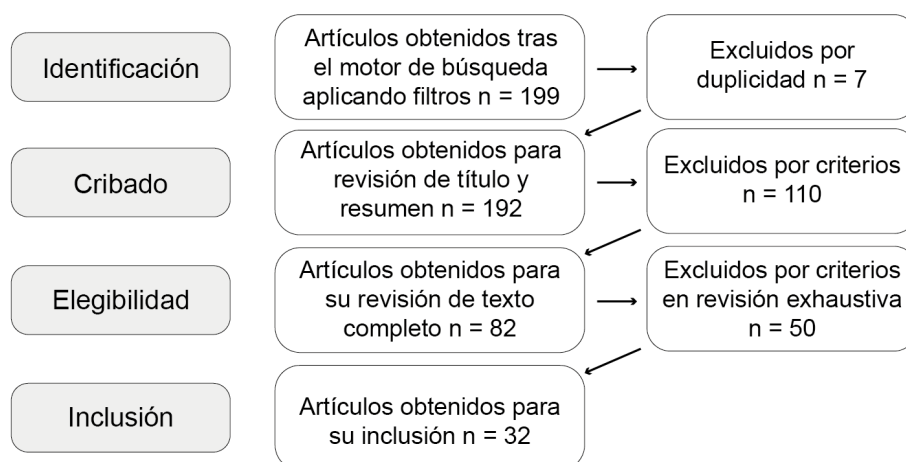 Identificación
Artículos obtenidos tras
el motor de búsqueda
aplicando filtros n = 199
Excluidos por
duplicidad n = 7
Cribado
Artículos obtenidos para
revisión de título y
resumen n = 192
Excluidos por criterios
n = 110
Elegibilidad
Artículos obtenidos para
su revisión de texto
completo n = 82
Excluidos por criterios
en revisión exhaustiva
n = 50
Inclusión
Artículos obtenidos para
su inclusión n = 32